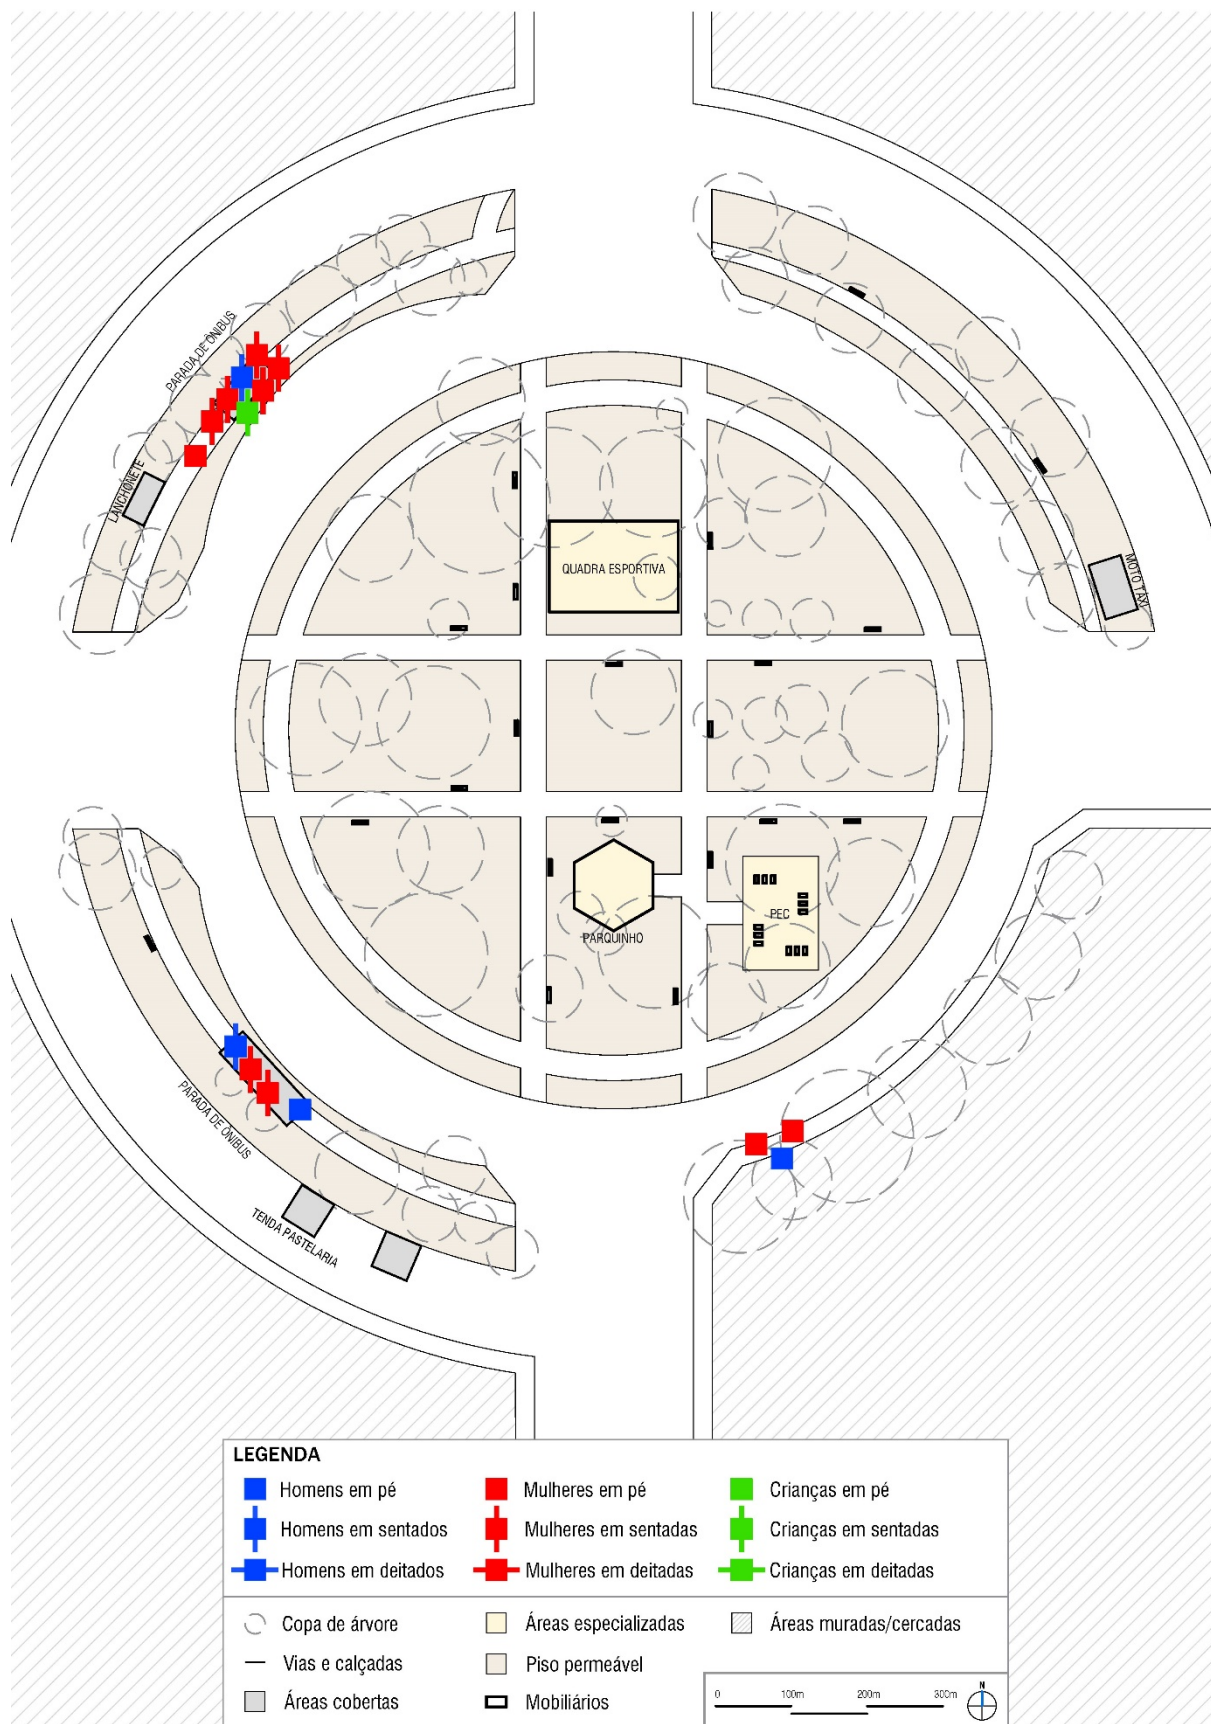 PARADA DE ÔNIBUS
LANCHONETE
QUADRA ESPORTIVA
MOTO TÁXI
PARQUINHO
PEC
PARADA DE ÔNIBUS
TENDA PASTELARIA
LEGENDA
Homens em pé
Mulheres em pé
Crianças em pé
Homens em sentados
Mulheres em sentadas
Crianças em sentadas
Homens em deitados
Mulheres em deitadas
Crianças em deitadas
Copa de árvore
Áreas especializadas
Áreas muradas/cercadas
Vias e calçadas
Piso permeável
Áreas cobertas
Mobiliários
0 100m 200m 300m
N